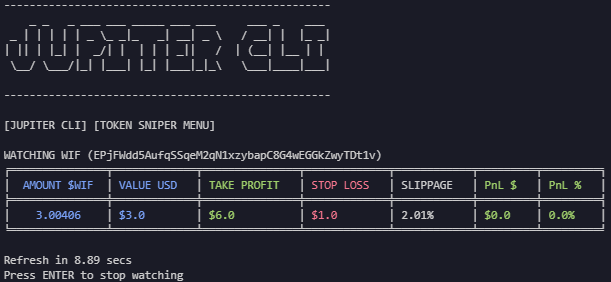 JUPITER CLI
[JUPITER CLI] [TOKEN SNIPER MENU]
WATCHING WIF (EPjFWdd5AufqSSqeM2qN1xzybapC8G4wEGGkZwyTDt1v)
AMOUNT $WIF VALUE USD TAKE PROFIT STOP LOSS SLIPPAGE PnL $ PnL %
3.00406 $3.0 $6.0 $1.0 2.01% $0.0 0.0%
Refresh in 8.89 secs
Press ENTER to stop watching